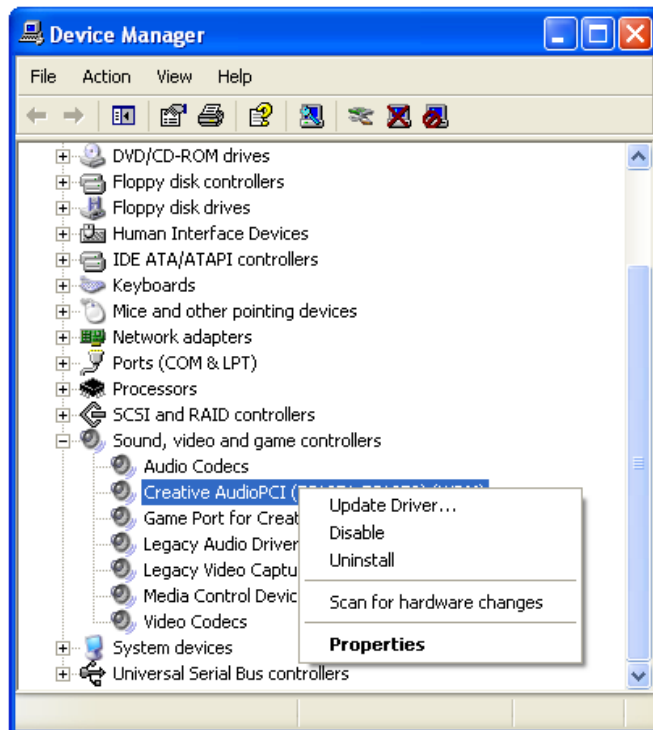 Device Manager
File Action View Help
DVD/CD-ROM drives
Floppy disk controllers
Floppy disk drives
Human Interface Devices
IDE ATA/ATAPI controllers
Keyboards
Mice and other pointing devices
Network adapters
Ports (COM & LPT)
Processors
SCSI and RAID controllers
Sound, video and game controllers
Audio Codecs
Creative AudioPCI (
Update Driver...
Game Port for Creat
Disable
Legacy Audio Driver
Uninstall
Legacy Video Captu
Scan for hardware changes
Media Control Devic
Video Codecs
Properties
System devices
Universal Serial Bus controllers